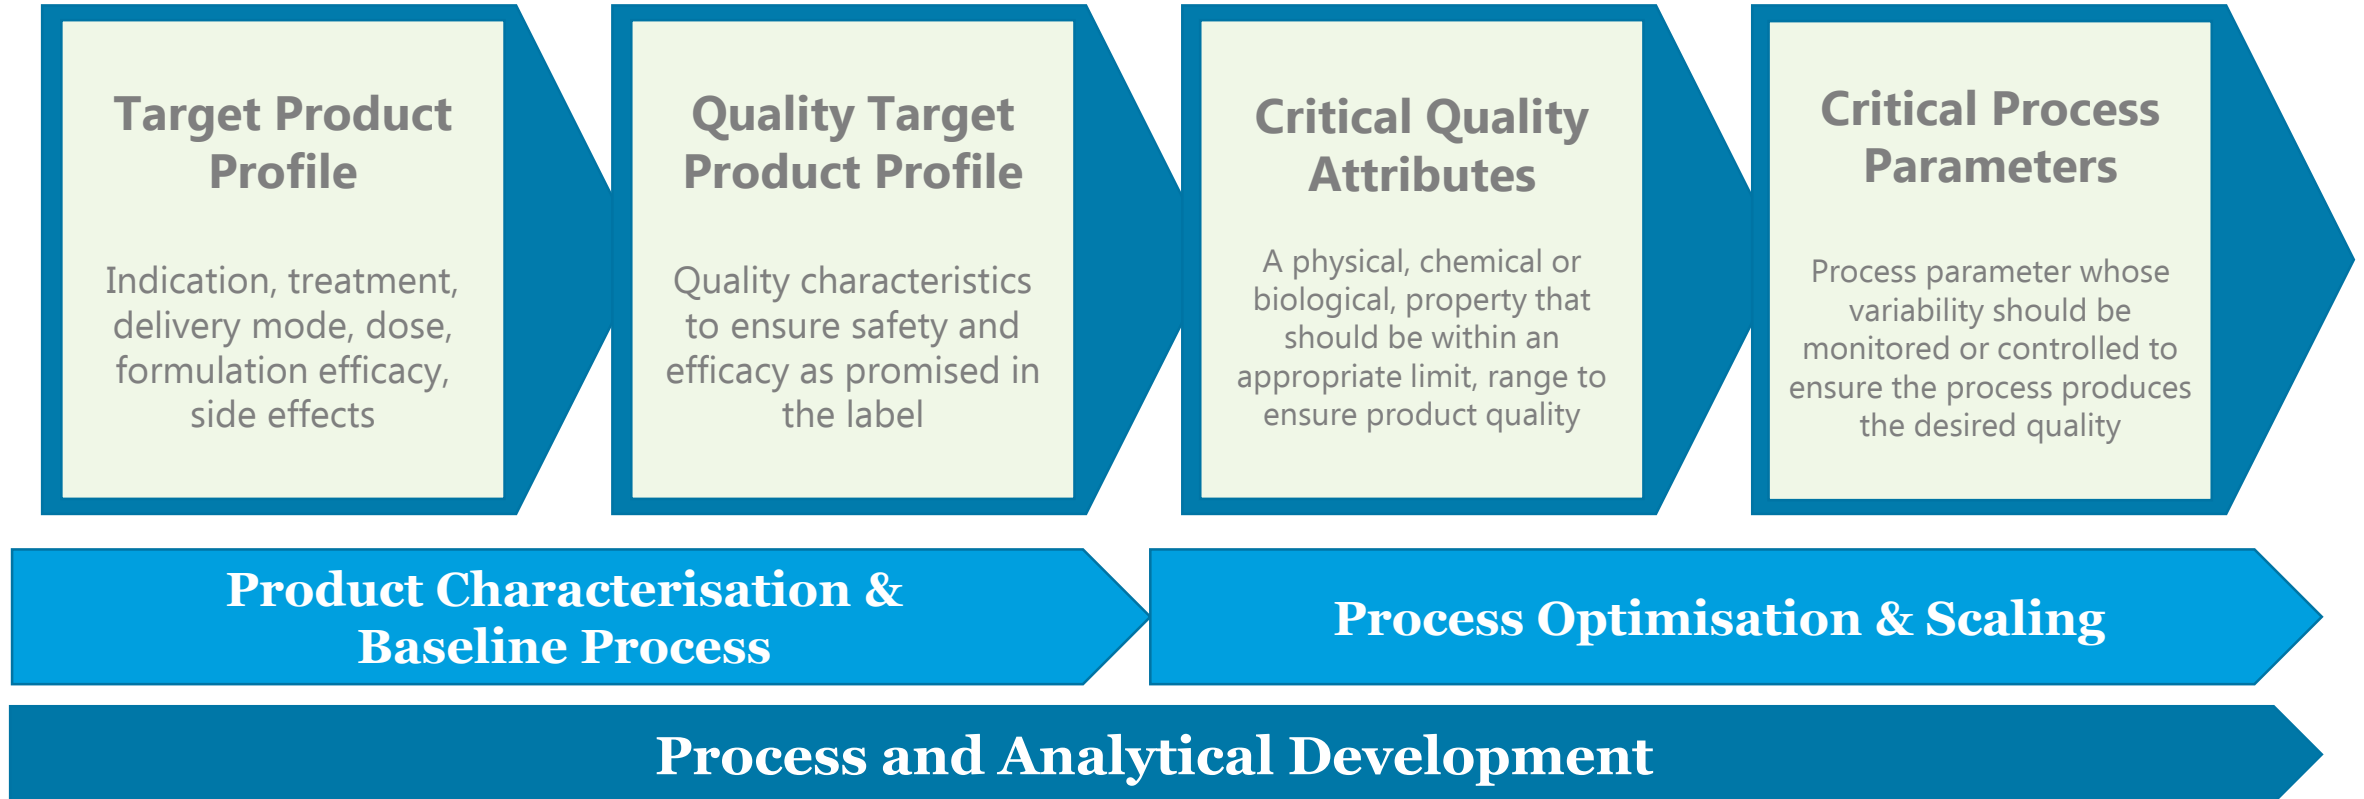 Target Product
Profile
Indication, treatment,
delivery mode, dose,
formulation efficacy,
side effects
Quality Target
Product Profile
Quality characteristics
to ensure safety and
efficacy as promised in
the label
Critical Quality
Attributes
A physical, chemical or
biological, property that
should be within an
appropriate limit, range to
ensure product quality
Critical Process
Parameters
Process parameter whose
variability should be
monitored or controlled to
ensure the process produces
the desired quality
Product Characterisation &
Baseline Process
Process Optimisation & Scaling
Process and Analytical Development